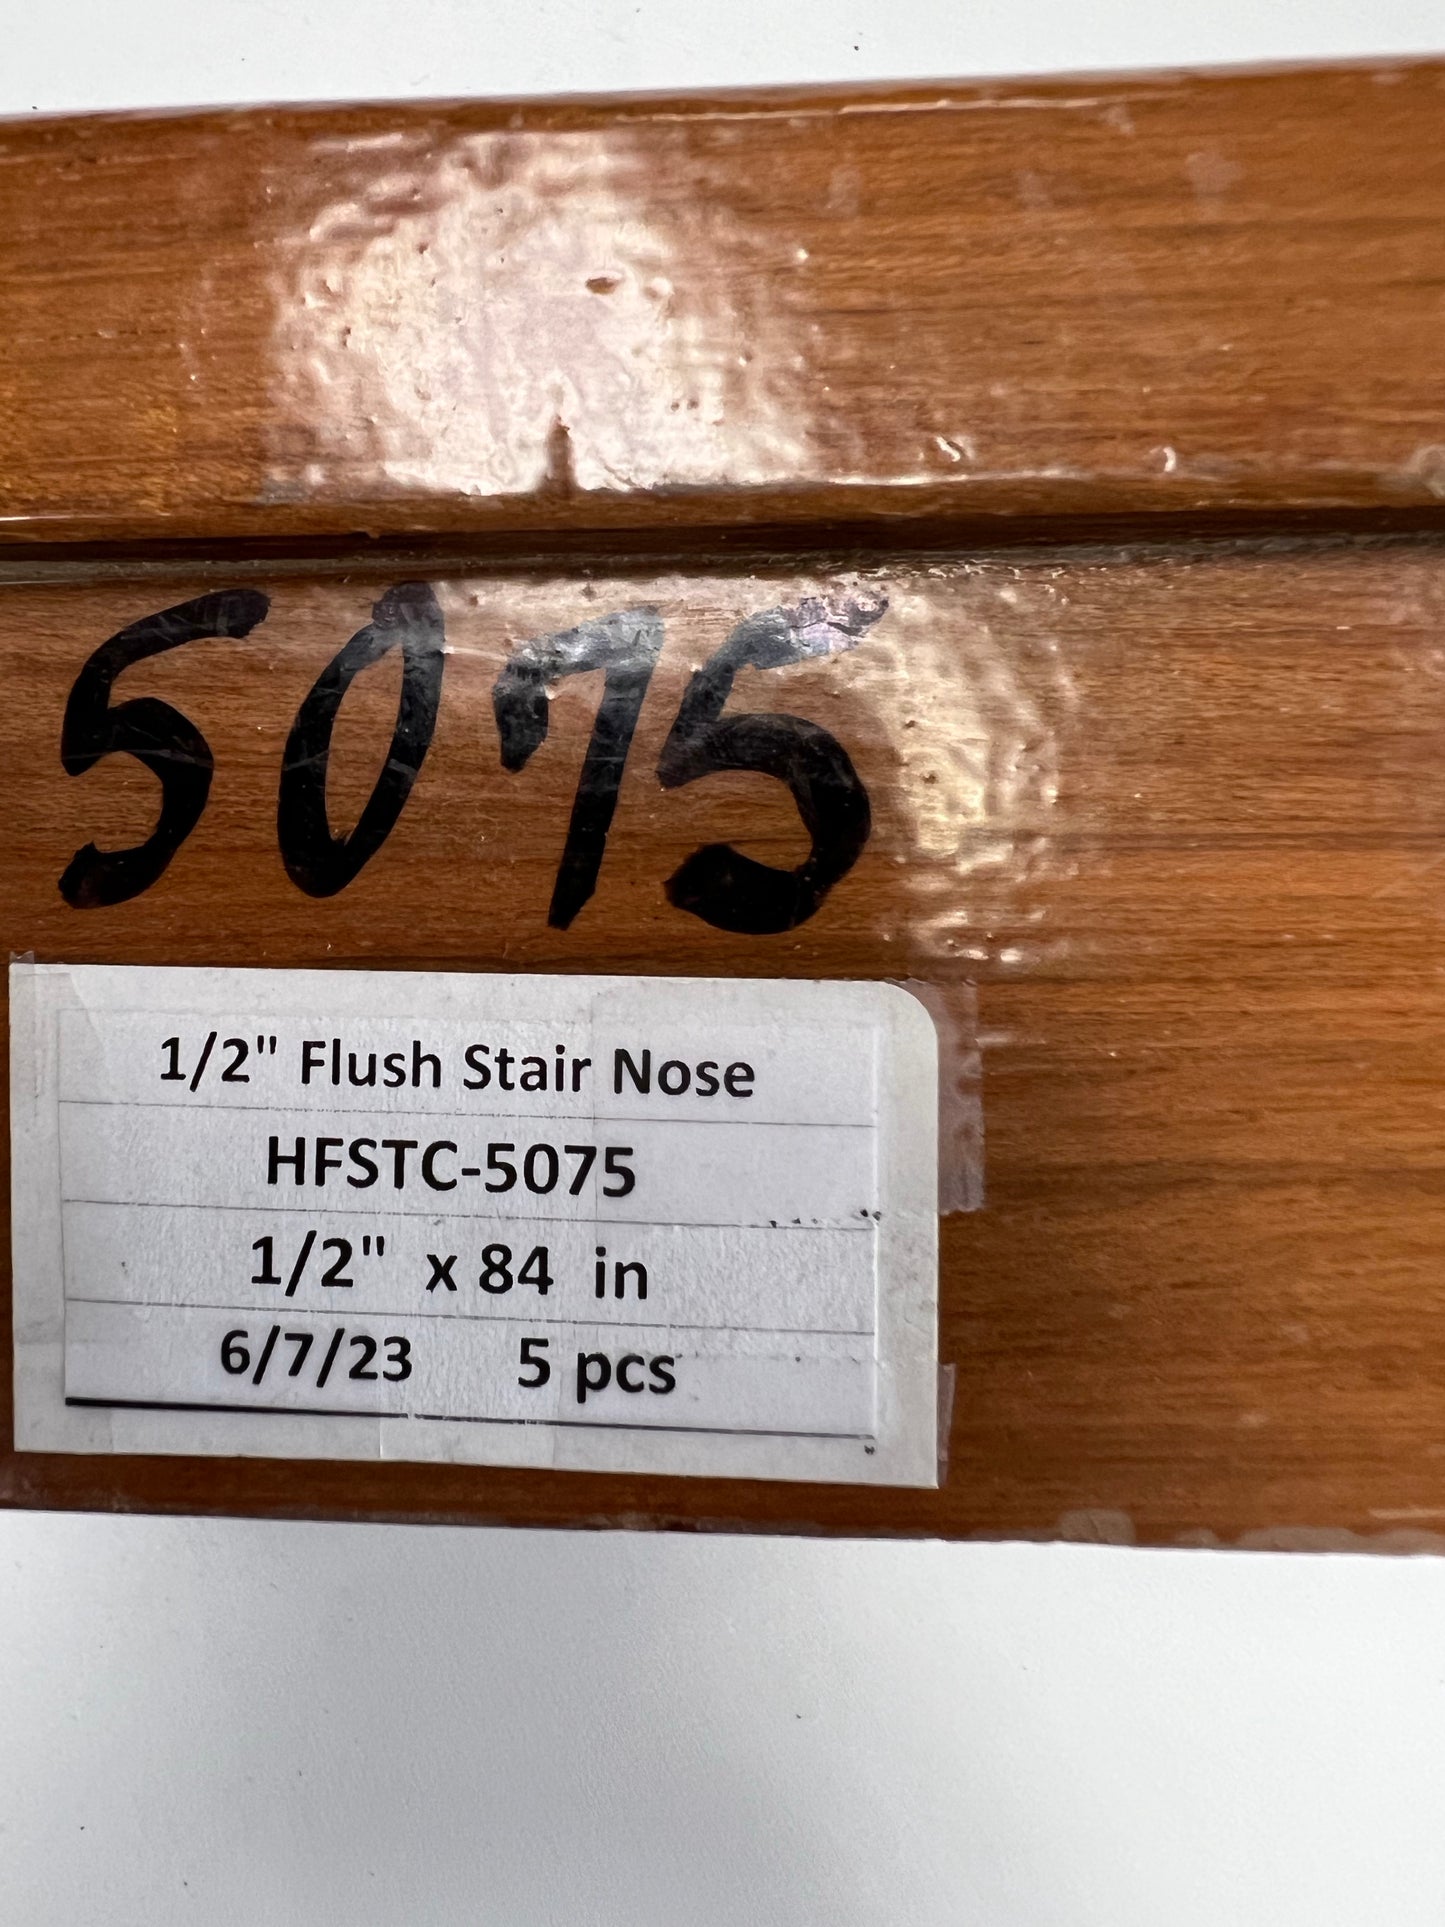 5075
1/2" Flush Stair Nose
HFSTC-5075
1/2" x 84 in
6/7/23 5 pcs